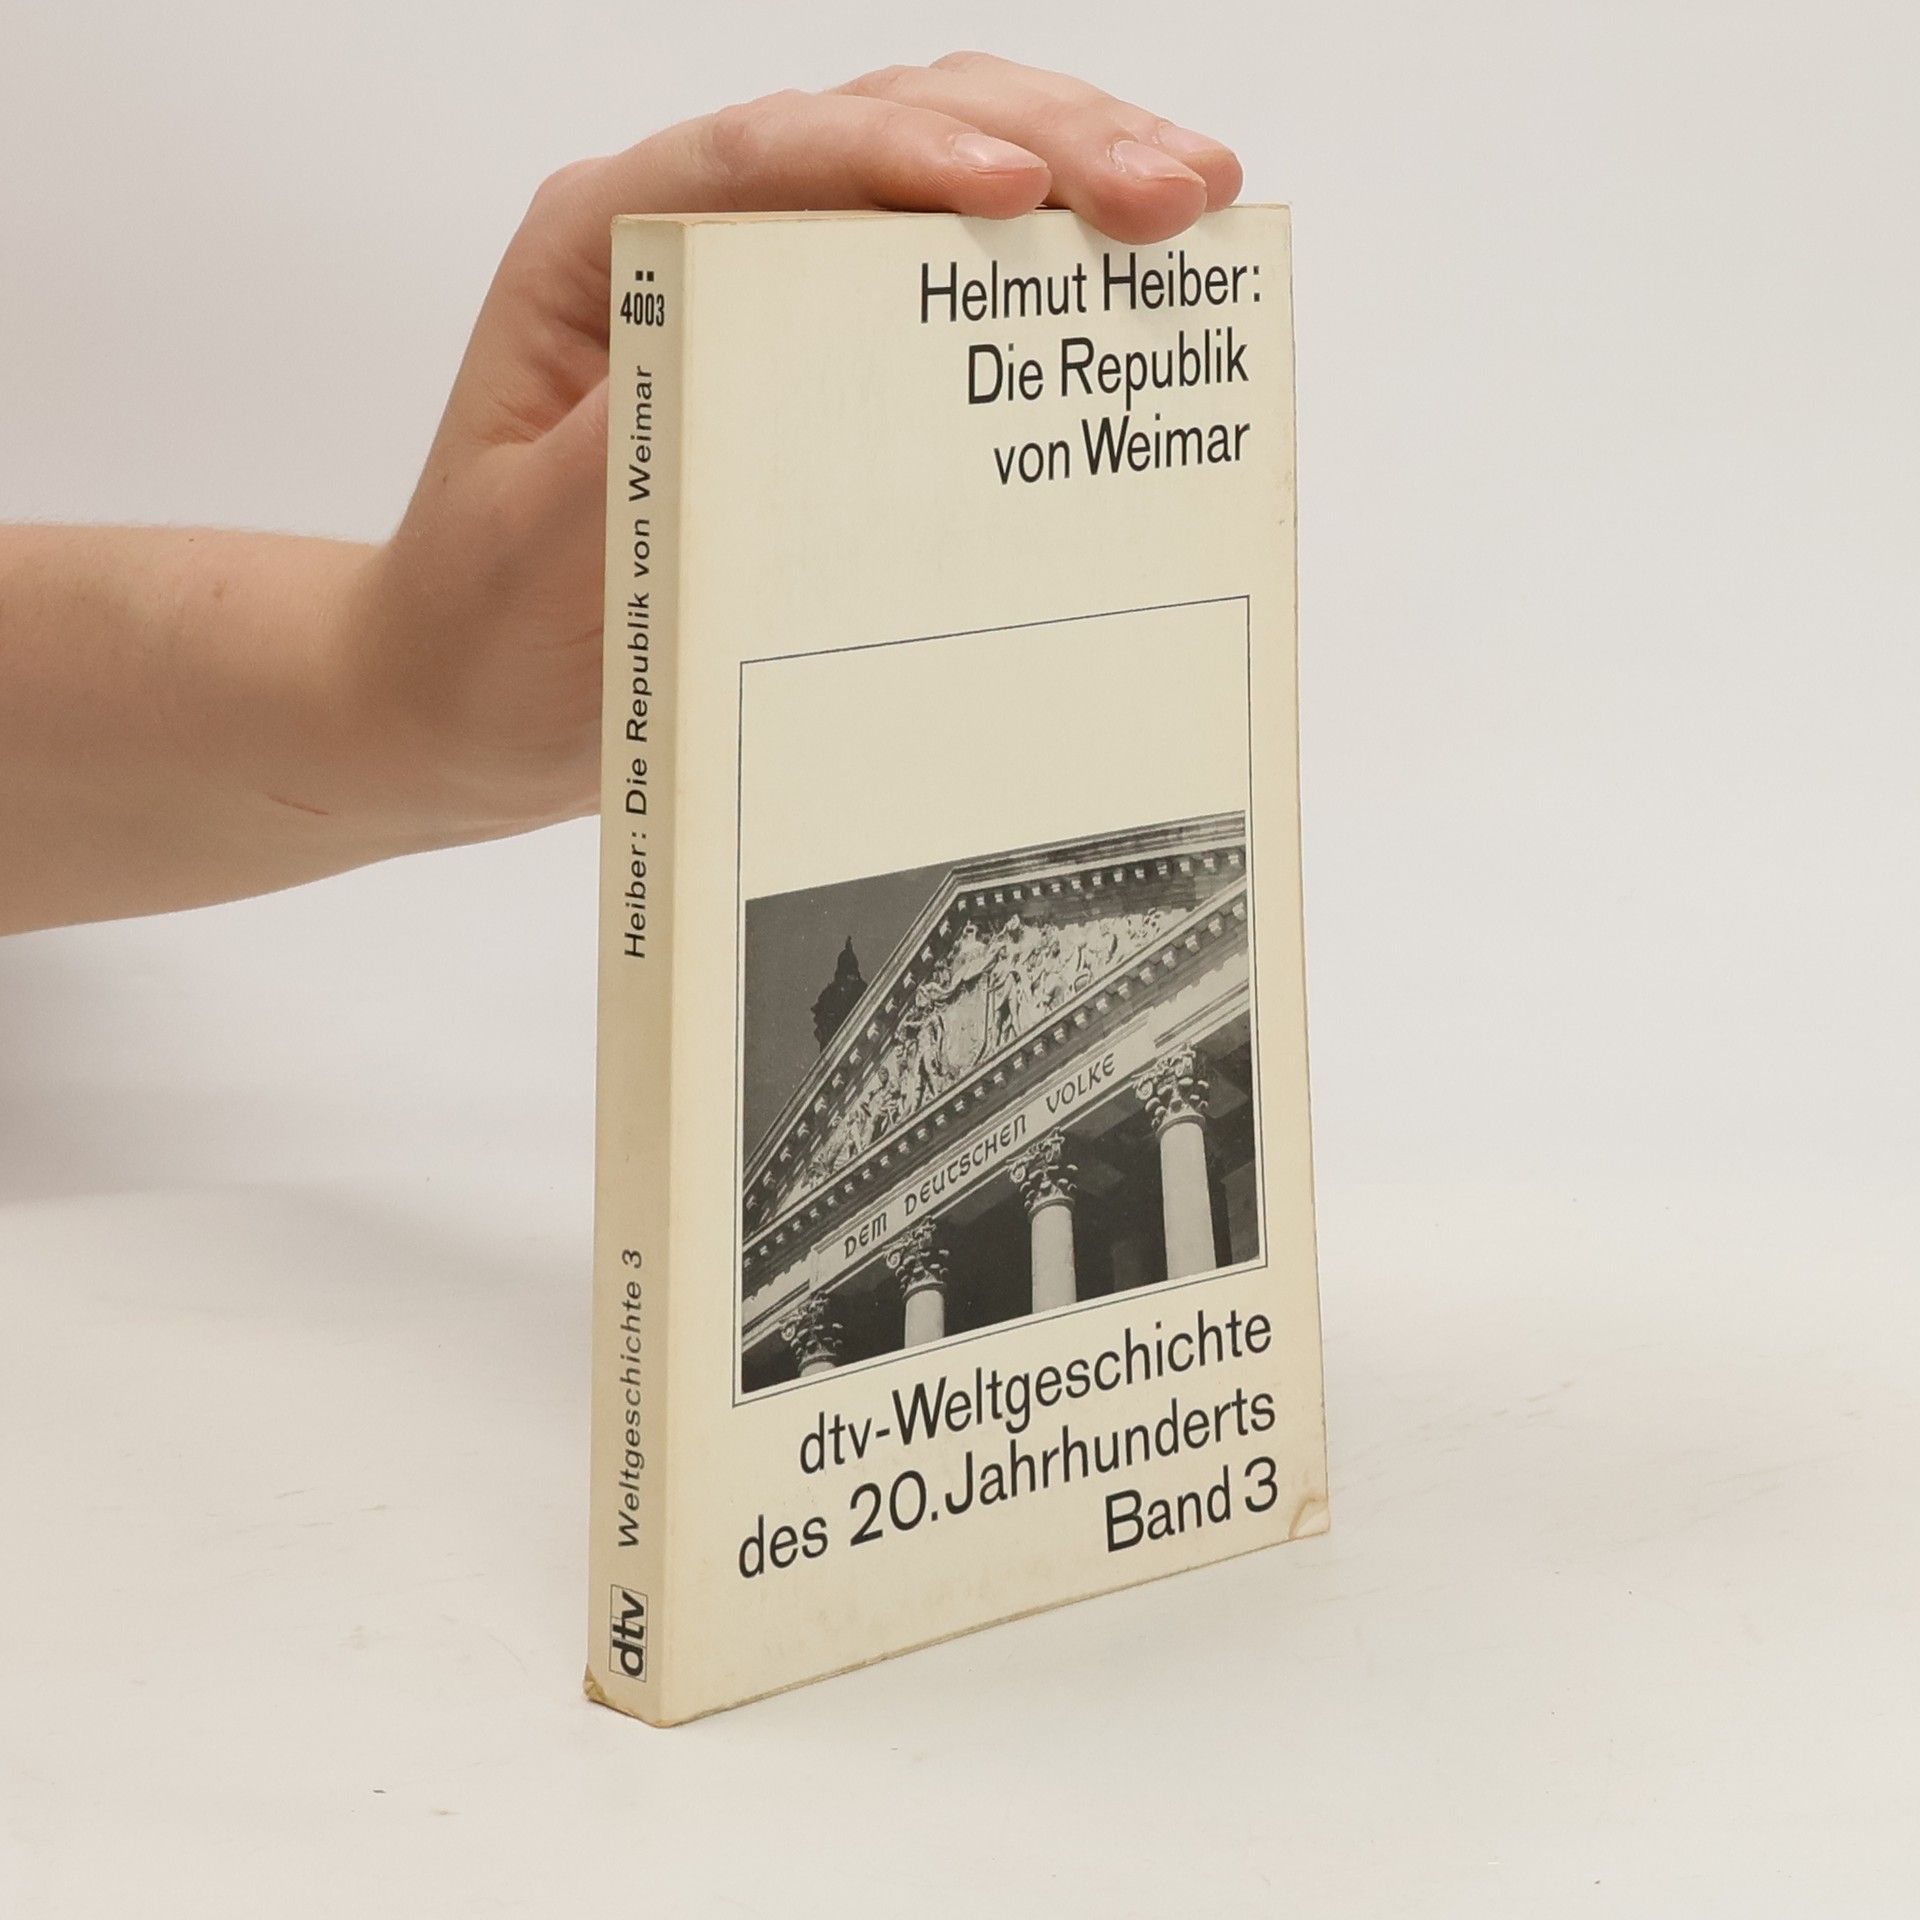 4003
Heiber: Die Republik von Weimar
Weltgeschichte 3
dtv
Helmut Heiber:
Die Republik
von Weimar
DEM DEUTSCHEN VOLKE
dtv-Weltgeschichte
des 20. Jahrhunderts
Band 3